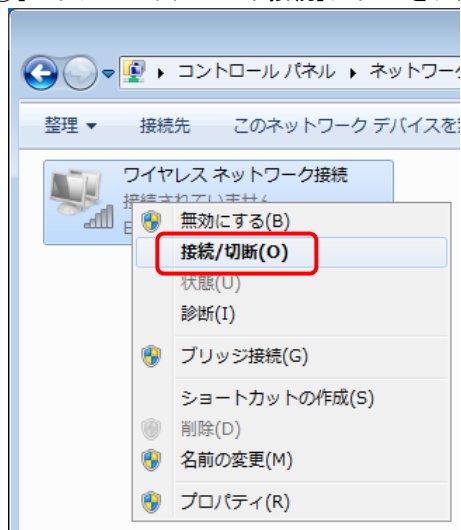 コントロール パネル ▸ ネットワー
整理 ▼ 接続先 このネットワーク デバイスを
ワイヤレス ネットワーク接続
接続されていません
無効にする(B)
接続/切断(O)
状態(U)
診断(I)
ブリッジ接続(G)
ショートカットの作成(S)
削除(D)
名前の変更(M)
プロパティ(R)